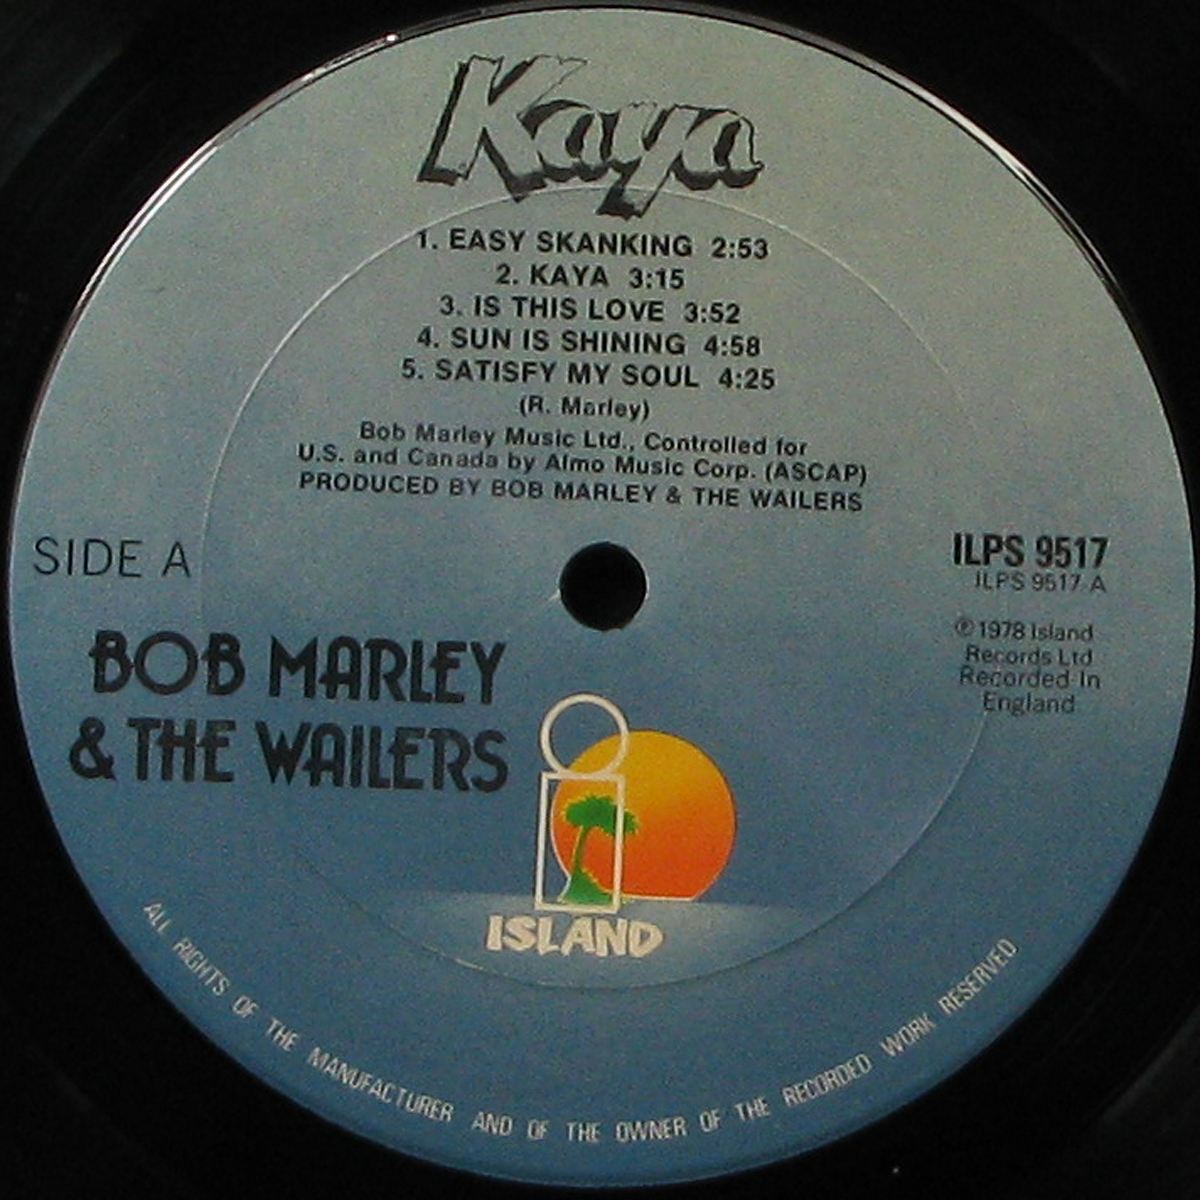 Kaya
1. EASY SKANKING 2:53
2. KAYA 3:15
3. IS THIS LOVE 3:52
4. SUN IS SHINING 4:58
5. SATISFY MY SOUL 4:25
(R. Marley)
Bob Marley Music Ltd., Controlled for
U.S. and Canada by Almo Music Corp. (ASCAP)
PRODUCED BY BOB MARLEY & THE WAILERS
SIDE A
ILPS 9517
ILPS 9517 A
℗ 1978 Island
Records Ltd
Recorded In
England
BOB MARLEY
& THE WAILERS
i
ISLAND
ALL RIGHTS OF THE MANUFACTURER AND OF THE OWNER OF THE RECORDED WORK RESERVED